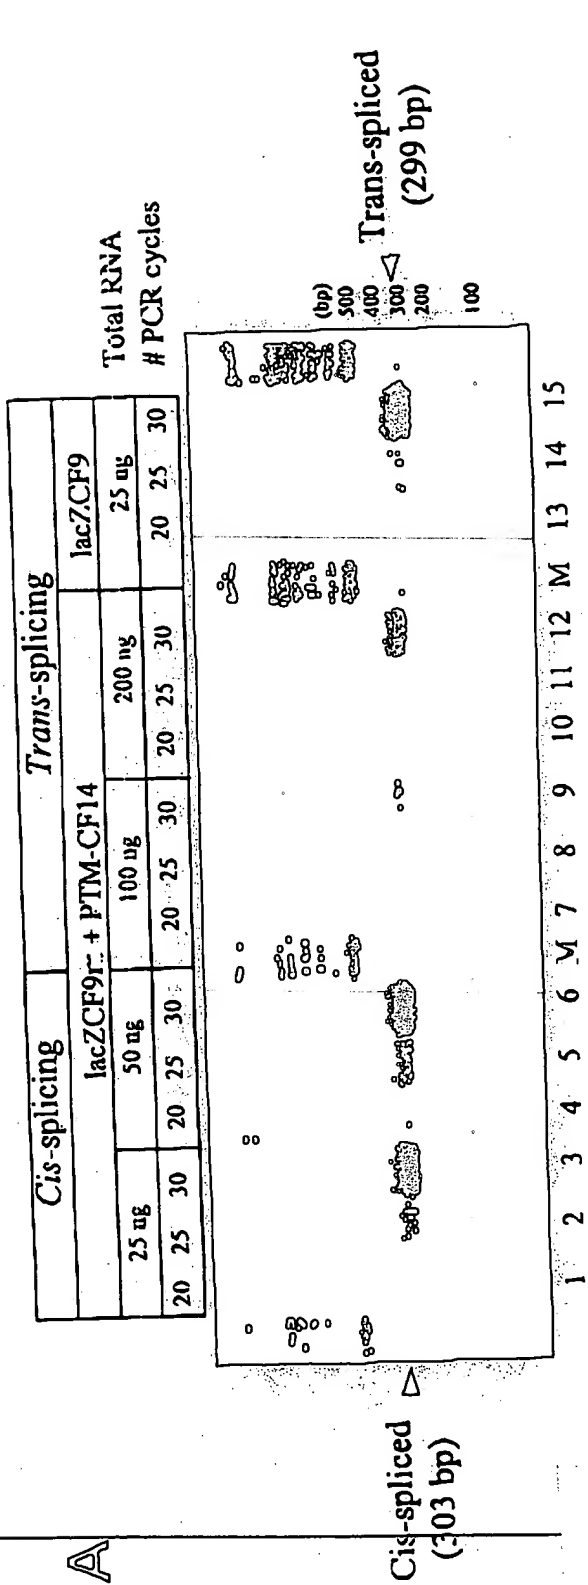 A
Cis-splicing Trans-splicing
lacZCF9 + PTM-CF14 lacZCF9
25 ng 50 ng 100 ng 200 ng 25 ng Total RNA
20 25 30 20 25 30 20 25 30 20 25 30 20 25 30 # PCR cycles
(bp)
500
400
300
200
100
Cis-spliced
(303 bp)
Trans-spliced
(299 bp)
1 2 3 4 5 6 M 7 8 9 10 11 12 M 13 14 15